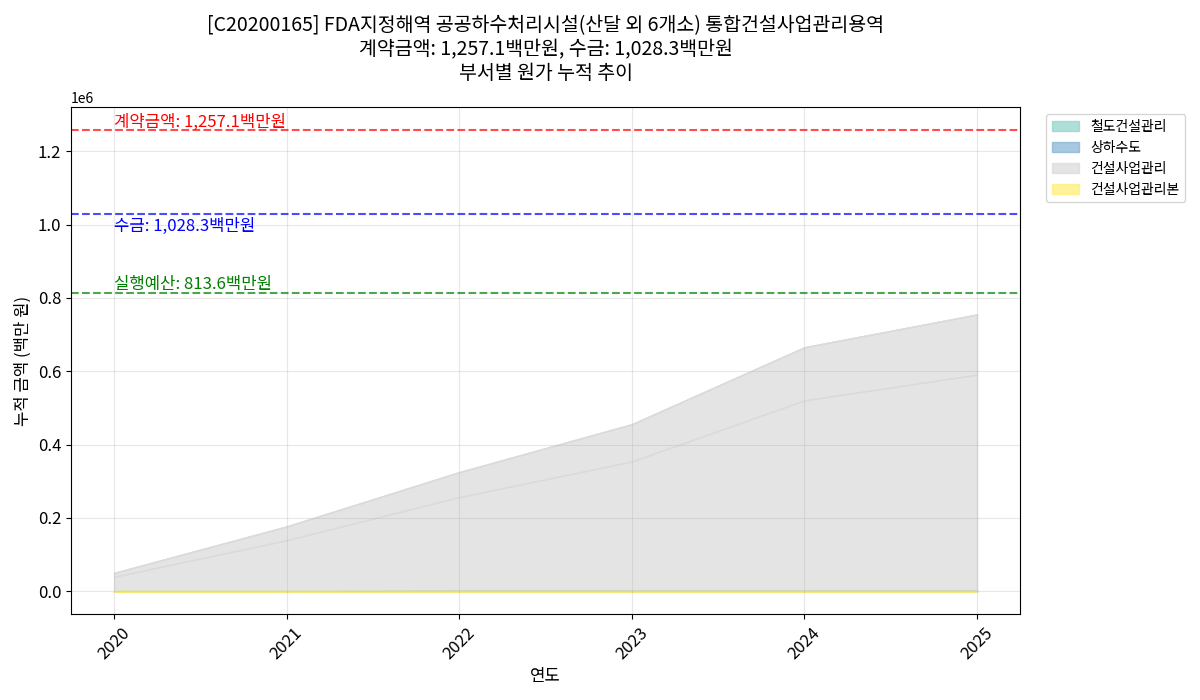 [C20200165] FDA지정해역 공공하수처리시설(산달 외 6개소) 통합건설사업관리용역
계약금액: 1,257.1백만원, 수금: 1,028.3백만원
부서별 원가 누적 추이
1e6
계약금액: 1,257.1백만원
수금: 1,028.3백만원
실행예산: 813.6백만원
1.2
1.0
0.8
0.6
0.4
0.2
0.0
누적 금액 (백만 원)
2020
2021
2022
2023
2024
2025
연도
철도건설관리
상하수도
건설사업관리
건설사업관리본